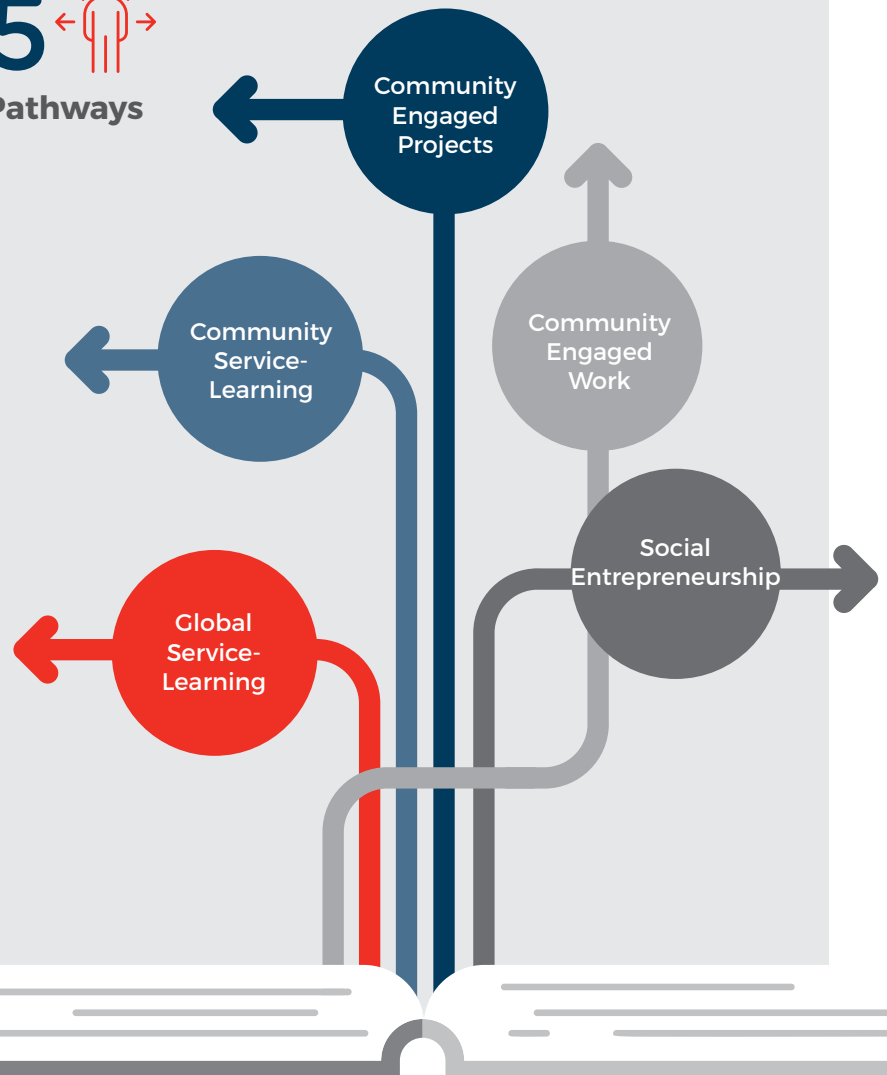 5
Pathways
Community
Engaged
Projects
Community
Service-
Learning
Community
Engaged
Work
Social
Entrepreneurship
Global
Service-
Learning